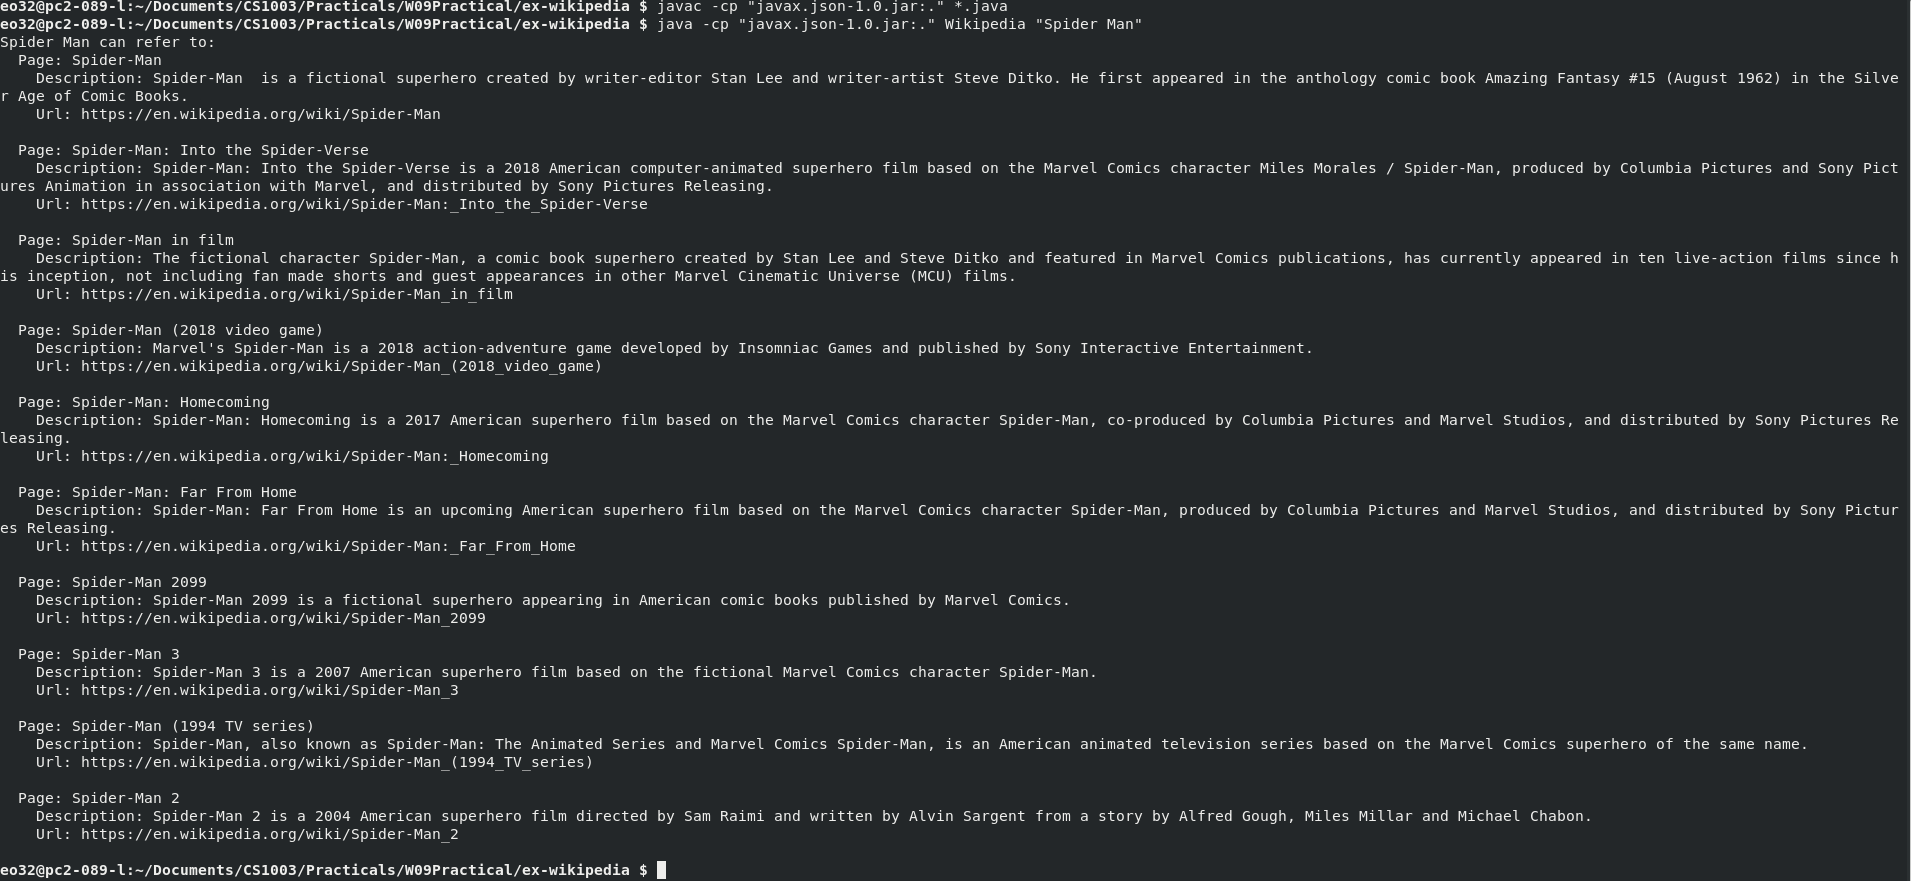 eo32@pc2-089-l:~/Documents/CS1003/Practicals/W09Practical/ex-wikipedia $ javac -cp "javax.json-1.0.jar:." *.java
eo32@pc2-089-l:~/Documents/CS1003/Practicals/W09Practical/ex-wikipedia $ java -cp "javax.json-1.0.jar:." Wikipedia "Spider Man"
Spider Man can refer to:
  Page: Spider-Man
    Description: Spider-Man  is a fictional superhero created by writer-editor Stan Lee and writer-artist Steve Ditko. He first appeared in the anthology comic book Amazing Fantasy #15 (August 1962) in the Silve
r Age of Comic Books.
    Url: https://en.wikipedia.org/wiki/Spider-Man

  Page: Spider-Man: Into the Spider-Verse
    Description: Spider-Man: Into the Spider-Verse is a 2018 American computer-animated superhero film based on the Marvel Comics character Miles Morales / Spider-Man, produced by Columbia Pictures and Sony Pict
ures Animation in association with Marvel, and distributed by Sony Pictures Releasing.
    Url: https://en.wikipedia.org/wiki/Spider-Man:_Into_the_Spider-Verse

  Page: Spider-Man in film
    Description: The fictional character Spider-Man, a comic book superhero created by Stan Lee and Steve Ditko and featured in Marvel Comics publications, has currently appeared in ten live-action films since h
is inception, not including fan made shorts and guest appearances in other Marvel Cinematic Universe (MCU) films.
    Url: https://en.wikipedia.org/wiki/Spider-Man_in_film

  Page: Spider-Man (2018 video game)
    Description: Marvel's Spider-Man is a 2018 action-adventure game developed by Insomniac Games and published by Sony Interactive Entertainment.
    Url: https://en.wikipedia.org/wiki/Spider-Man_(2018_video_game)

  Page: Spider-Man: Homecoming
    Description: Spider-Man: Homecoming is a 2017 American superhero film based on the Marvel Comics character Spider-Man, co-produced by Columbia Pictures and Marvel Studios, and distributed by Sony Pictures Re
leasing.
    Url: https://en.wikipedia.org/wiki/Spider-Man:_Homecoming

  Page: Spider-Man: Far From Home
    Description: Spider-Man: Far From Home is an upcoming American superhero film based on the Marvel Comics character Spider-Man, produced by Columbia Pictures and Marvel Studios, and distributed by Sony Pictur
es Releasing.
    Url: https://en.wikipedia.org/wiki/Spider-Man:_Far_From_Home

  Page: Spider-Man 2099
    Description: Spider-Man 2099 is a fictional superhero appearing in American comic books published by Marvel Comics.
    Url: https://en.wikipedia.org/wiki/Spider-Man_2099

  Page: Spider-Man 3
    Description: Spider-Man 3 is a 2007 American superhero film based on the fictional Marvel Comics character Spider-Man.
    Url: https://en.wikipedia.org/wiki/Spider-Man_3

  Page: Spider-Man (1994 TV series)
    Description: Spider-Man, also known as Spider-Man: The Animated Series and Marvel Comics Spider-Man, is an American animated television series based on the Marvel Comics superhero of the same name.
    Url: https://en.wikipedia.org/wiki/Spider-Man_(1994_TV_series)

  Page: Spider-Man 2
    Description: Spider-Man 2 is a 2004 American superhero film directed by Sam Raimi and written by Alvin Sargent from a story by Alfred Gough, Miles Millar and Michael Chabon.
    Url: https://en.wikipedia.org/wiki/Spider-Man_2

eo32@pc2-089-l:~/Documents/CS1003/Practicals/W09Practical/ex-wikipedia $